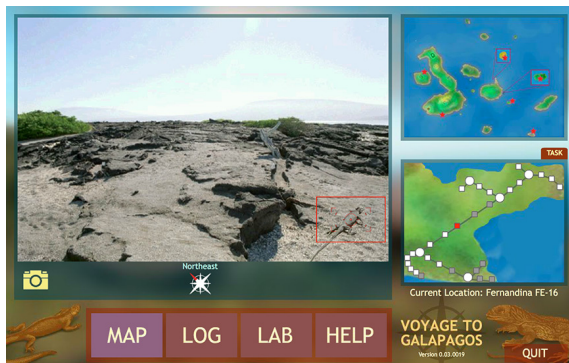 TASK
Northeast
Current Location: Fernandina FE-16
MAP
LOG
LAB
HELP
VOYAGE TO
GALAPAGOS
Version 0.03.0019
QUIT